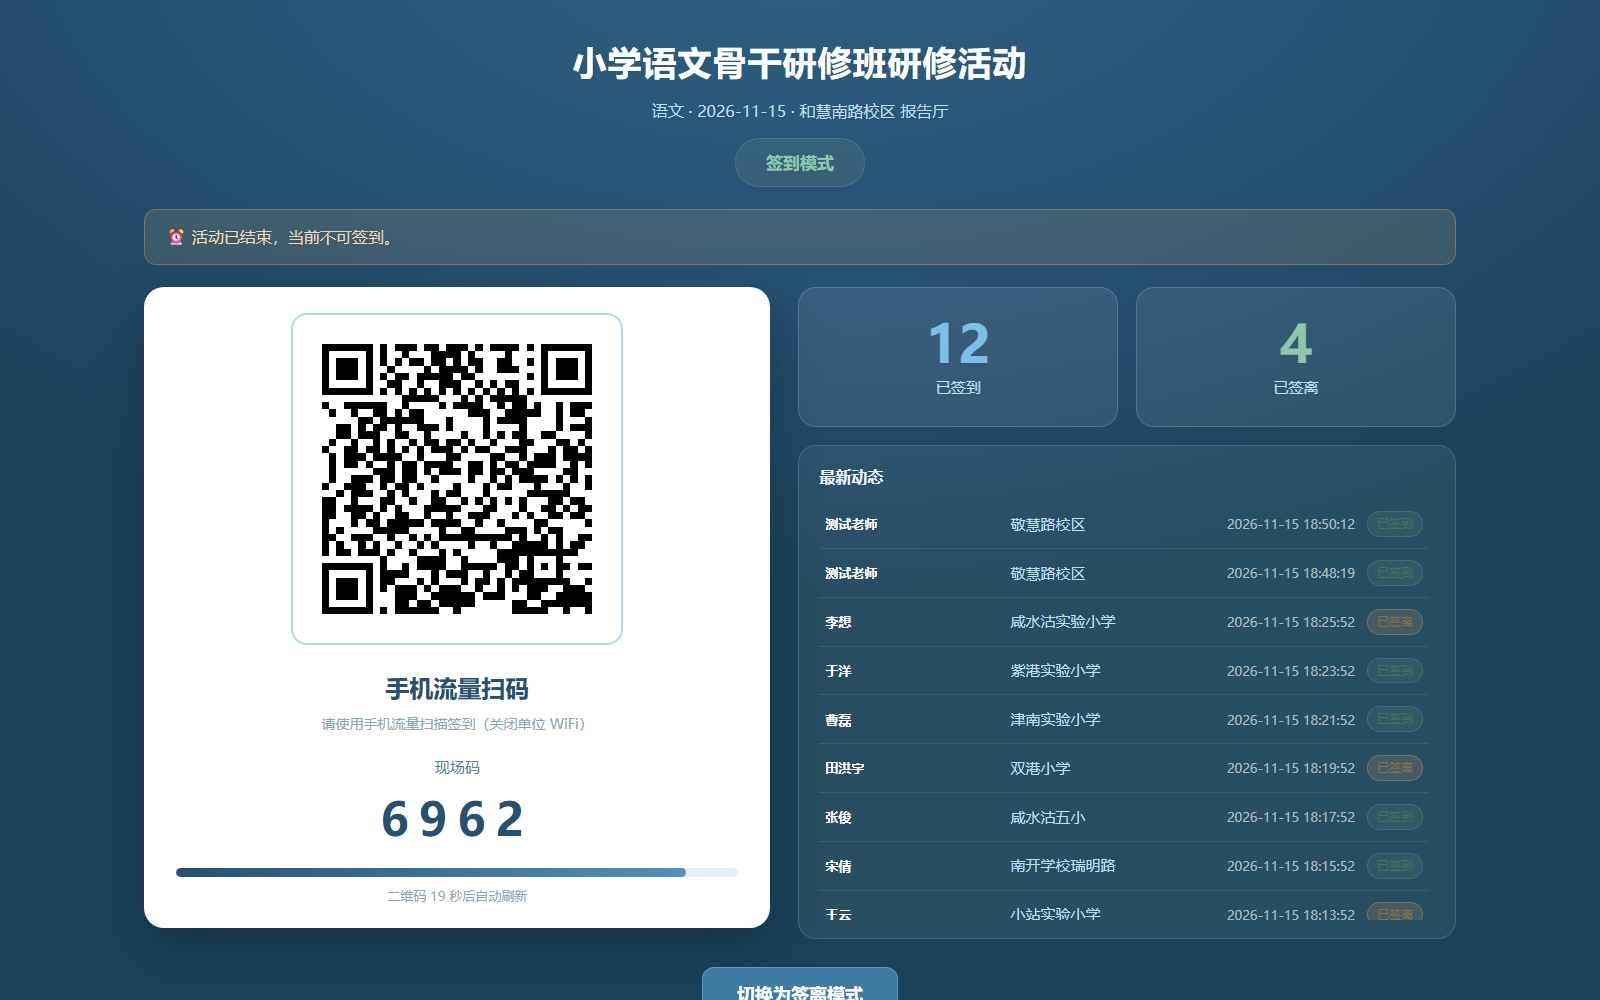 小学语文骨干研修班研修活动
语文 · 2026-11-15 · 和慧南路校区 报告厅
签到模式
⏰ 活动已结束，当前不可签到。
手机流量扫码
请使用手机流量扫描签到（关闭单位 WiFi）
现场码
6962
二维码 19 秒后自动刷新
12
已签到
4
已签离
最新动态
测试老师 敬慧路校区 2026-11-15 18:50:12 已签到
测试老师 敬慧路校区 2026-11-15 18:48:19 已签到
李想 咸水沽实验小学 2026-11-15 18:25:52 已签离
于洋 紫港实验小学 2026-11-15 18:23:52 已签到
曹磊 津南实验小学 2026-11-15 18:21:52 已签到
田洪宇 双港小学 2026-11-15 18:19:52 已签离
张俊 咸水沽五小 2026-11-15 18:17:52 已签到
宋倩 南开学校瑞明路 2026-11-15 18:15:52 已签到
于云 小站实验小学 2026-11-15 18:13:52 已签离
切换为签离模式